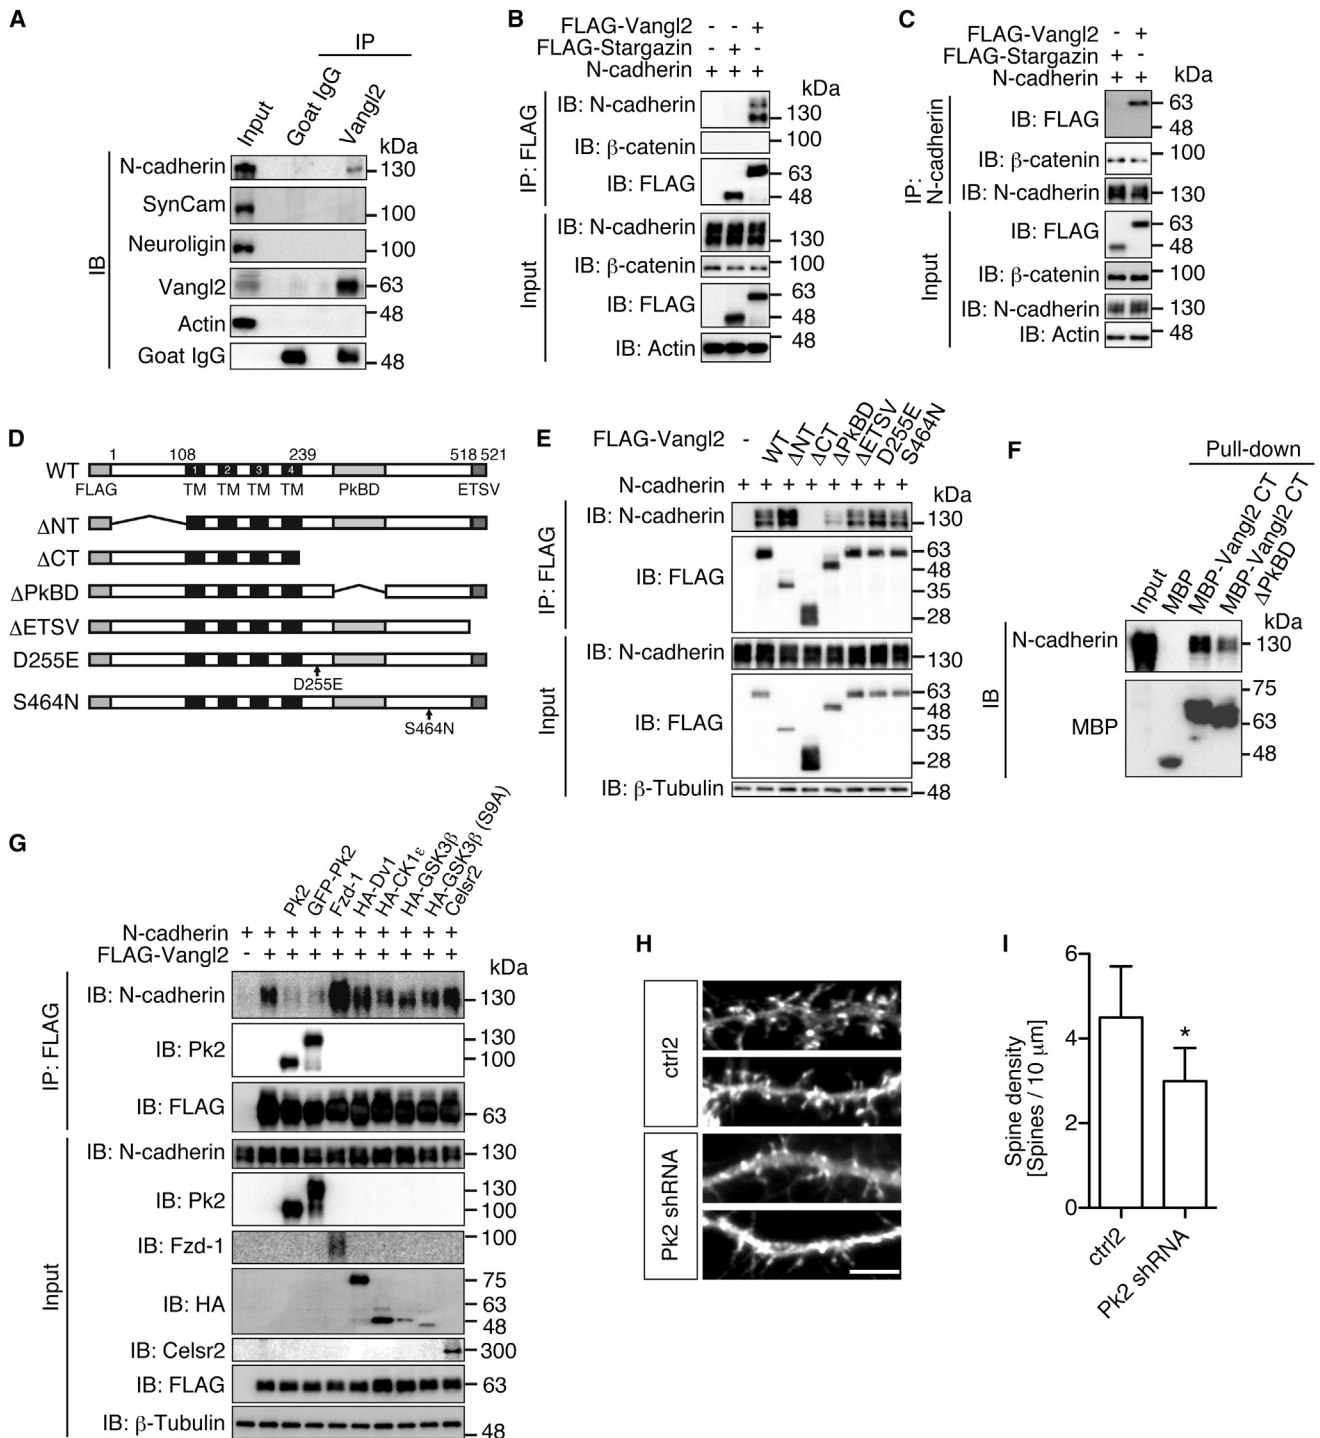 A
IP
Input
Goat IgG
Vangl2
kDa
IB
N-cadherin
130
SynCam
100
Neuroligin
100
Vangl2
63
48
Actin
Goat IgG
48
B
FLAG-Vangl2 - - +
FLAG-Stargazin - + -
N-cadherin + + +
kDa
IP: FLAG
IB: N-cadherin
130
IB: β-catenin
100
IB: FLAG
63
48
Input
IB: N-cadherin
130
IB: β-catenin
100
IB: FLAG
63
48
IB: Actin
48
C
FLAG-Vangl2 - +
FLAG-Stargazin + -
N-cadherin + +
kDa
IP:
N-cadherin
IB: FLAG
63
48
IB: β-catenin
100
IB: N-cadherin
130
Input
IB: FLAG
63
48
IB: β-catenin
100
IB: N-cadherin
130
IB: Actin
48
D
1 108 239 518 521
WT 1 2 3 4
FLAG TM TM TM TM PkBD ETSV
ΔNT
ΔCT
ΔPkBD
ΔETSV
D255E
D255E
S464N
S464N
E
FLAG-Vangl2 - WT ΔNT ΔCT ΔPkBD ΔETSV D255E S464N
N-cadherin + + + + + + + +
kDa
IP: FLAG
IB: N-cadherin
130
IB: FLAG
63
48
35
28
Input
IB: N-cadherin
130
IB: FLAG
63
48
35
28
IB: β-Tubulin
48
F
Pull-down
Input
MBP
MBP-Vangl2 CT
MBP-Vangl2 CT
ΔPkBD
kDa
IB
N-cadherin
130
MBP
75
63
48
G
Pk2
GFP-Pk2
Fzd-1
HA-Dv1
HA-CK1ε
HA-GSK3β
HA-GSK3β (S9A)
Celsr2
N-cadherin + + + + + + + + + +
FLAG-Vangl2 - + + + + + + + + +
kDa
IP: FLAG
IB: N-cadherin
130
IB: Pk2
130
100
IB: FLAG
63
Input
IB: N-cadherin
130
IB: Pk2
130
100
IB: Fzd-1
100
IB: HA
75
63
48
IB: Celsr2
300
IB: FLAG
63
IB: β-Tubulin
48
H
ctrl2
Pk2 shRNA
I
Spine density
[Spines / 10 μm]
6
4
2
0
*
ctrl2
Pk2 shRNA